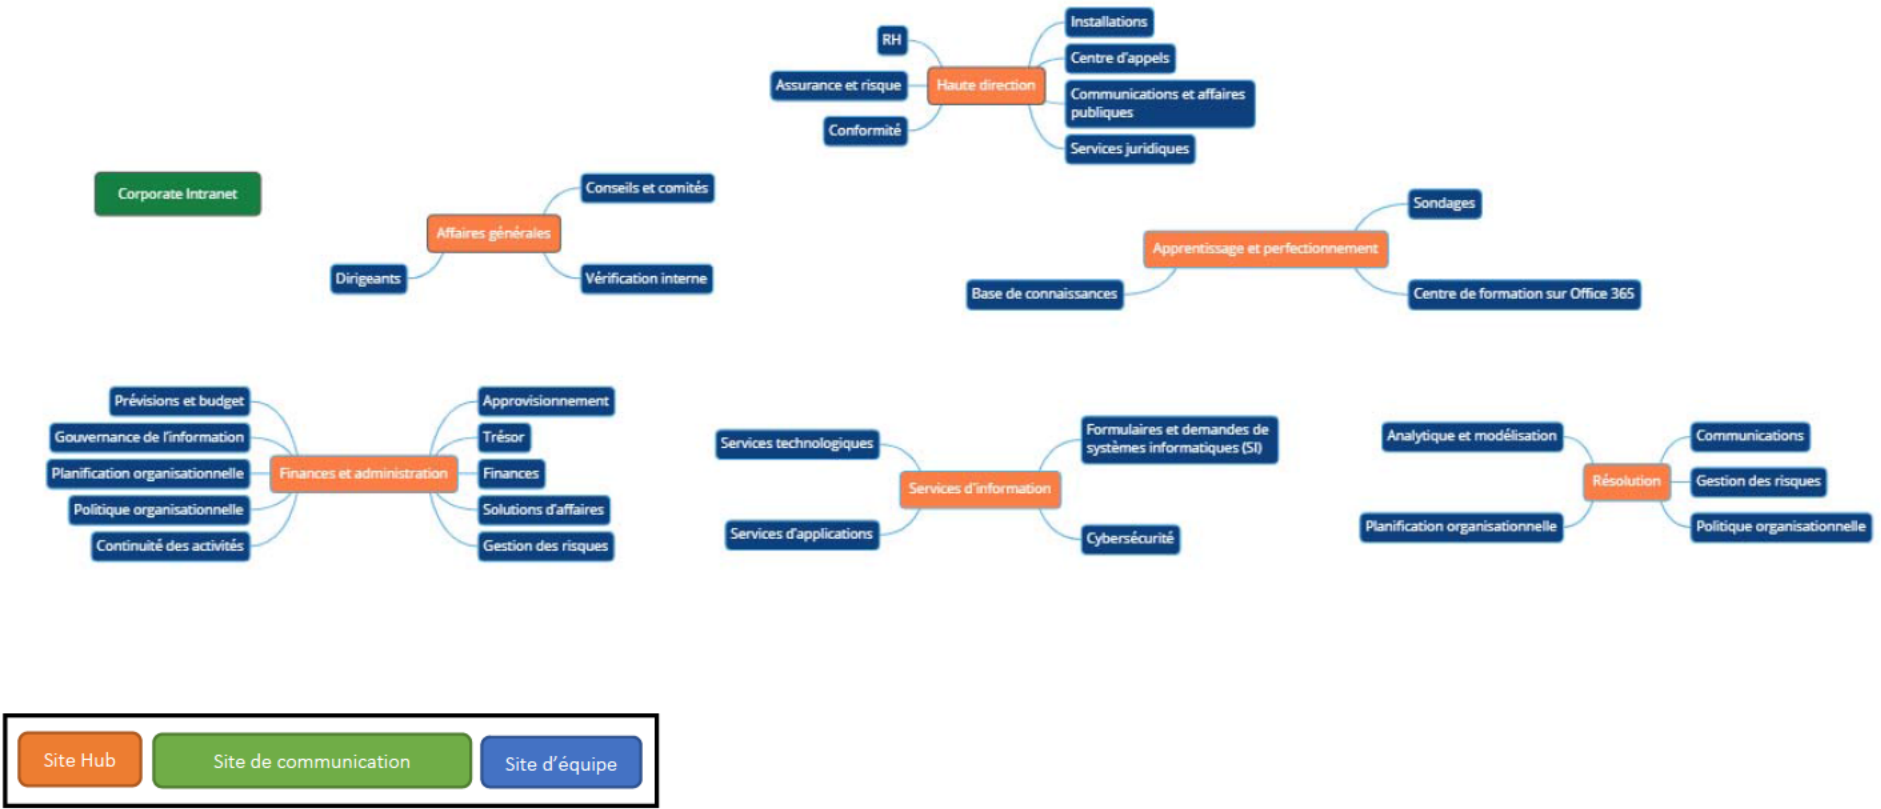 RH
Assurance et risque
Conformité
Haute direction
Installations
Centre d'appels
Communications et affaires
publiques
Services juridiques
Corporate Intranet
Affaires générales
Conseils et comités
Dirigeants
Vérification interne
Apprentissage et perfectionnement
Sondages
Base de connaissances
Centre de formation sur Office 365
Prévisions et budget
Gouvernance de l'information
Planification organisationnelle
Politique organisationnelle
Continuité des activités
Finances et administration
Approvisionnement
Trésor
Finances
Solutions d'affaires
Gestion des risques
Services technologiques
Services d'applications
Services d'information
Formulaires et demandes de
systèmes informatiques (SI)
Cybersécurité
Analytique et modélisation
Planification organisationnelle
Résolution
Communications
Gestion des risques
Politique organisationnelle
Site Hub
Site de communication
Site d'équipe